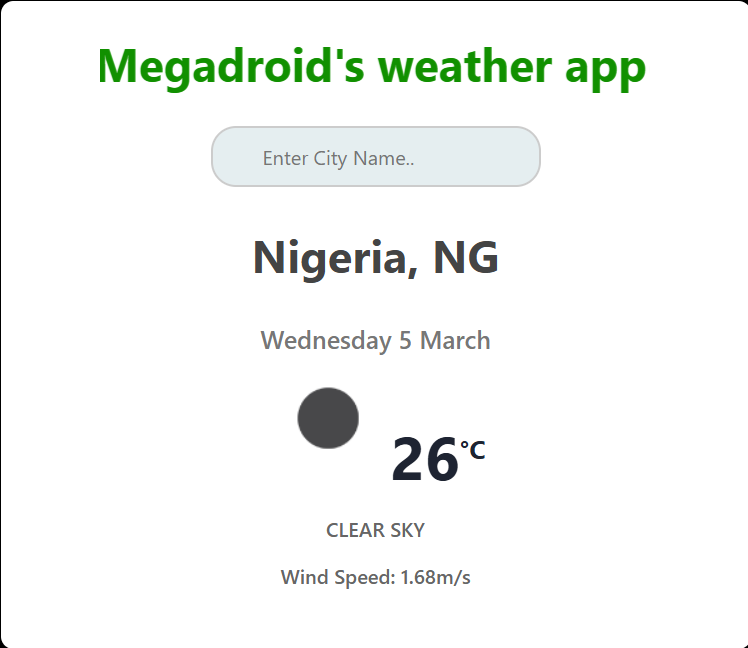 Megadroid's weather app
Enter City Name..
Nigeria, NG
Wednesday 5 March
26°C
CLEAR SKY
Wind Speed: 1.68m/s